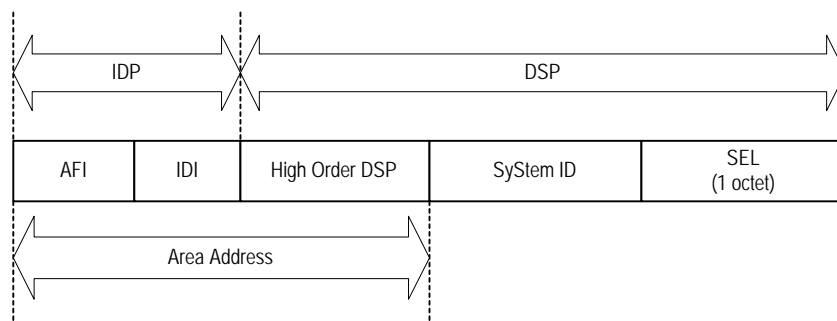 IDP
DSP
AFI
IDI
High Order DSP
SyStem ID
SEL
(1 octet)
Area Address